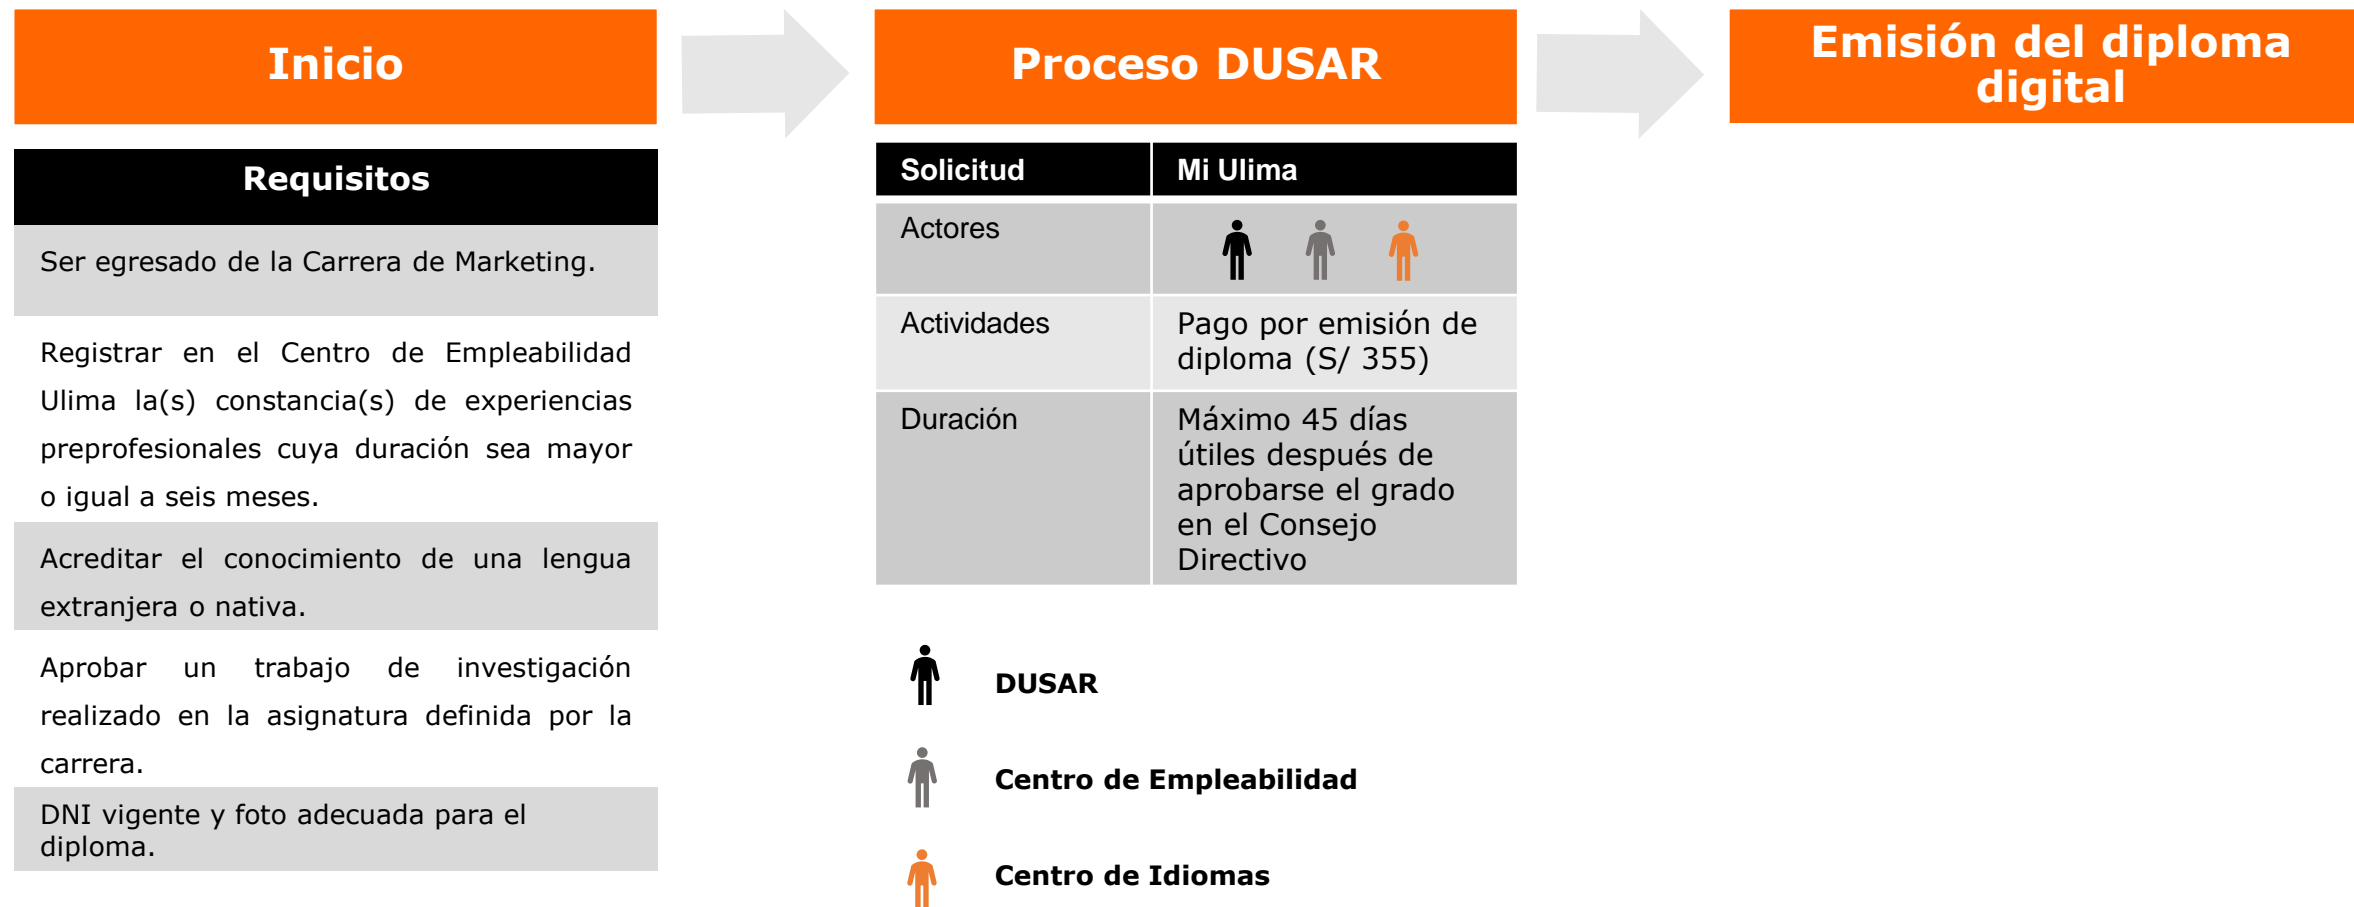 Inicio
Requisitos
Ser egresado de la Carrera de Marketing.
Registrar en el Centro de Empleabilidad
Ulima la(s) constancia(s) de experiencias
preprofesionales cuya duración sea mayor
o igual a seis meses.
Acreditar el conocimiento de una lengua
extranjera o nativa.
Aprobar un trabajo de investigación
realizado en la asignatura definida por la
carrera.
DNI vigente y foto adecuada para el
diploma.
Proceso DUSAR
Solicitud Mi Ulima
Actores
Actividades Pago por emisión de
diploma (S/ 355)
Duración Máximo 45 días
útiles después de
aprobarse el grado
en el Consejo
Directivo
DUSAR
Centro de Empleabilidad
Centro de Idiomas
Emisión del diploma
digital